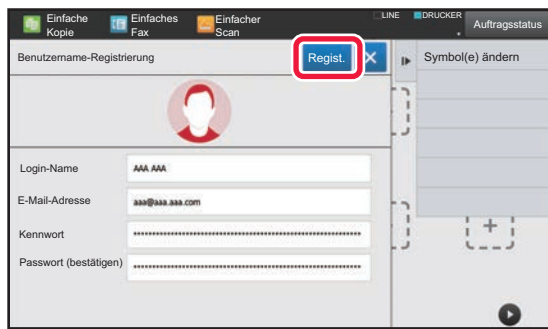 Einfache
Kopie
Einfaches
Fax
Einfacher
Scan
LINE
DRUCKER
Auftragsstatus
Benutzername-Registrierung
Regist.
Symbol(e) ändern
Login-Name
AAA AAA
E-Mail-Adresse
aaa@aaa.aaa.com
Kennwort
Passwort (bestätigen)